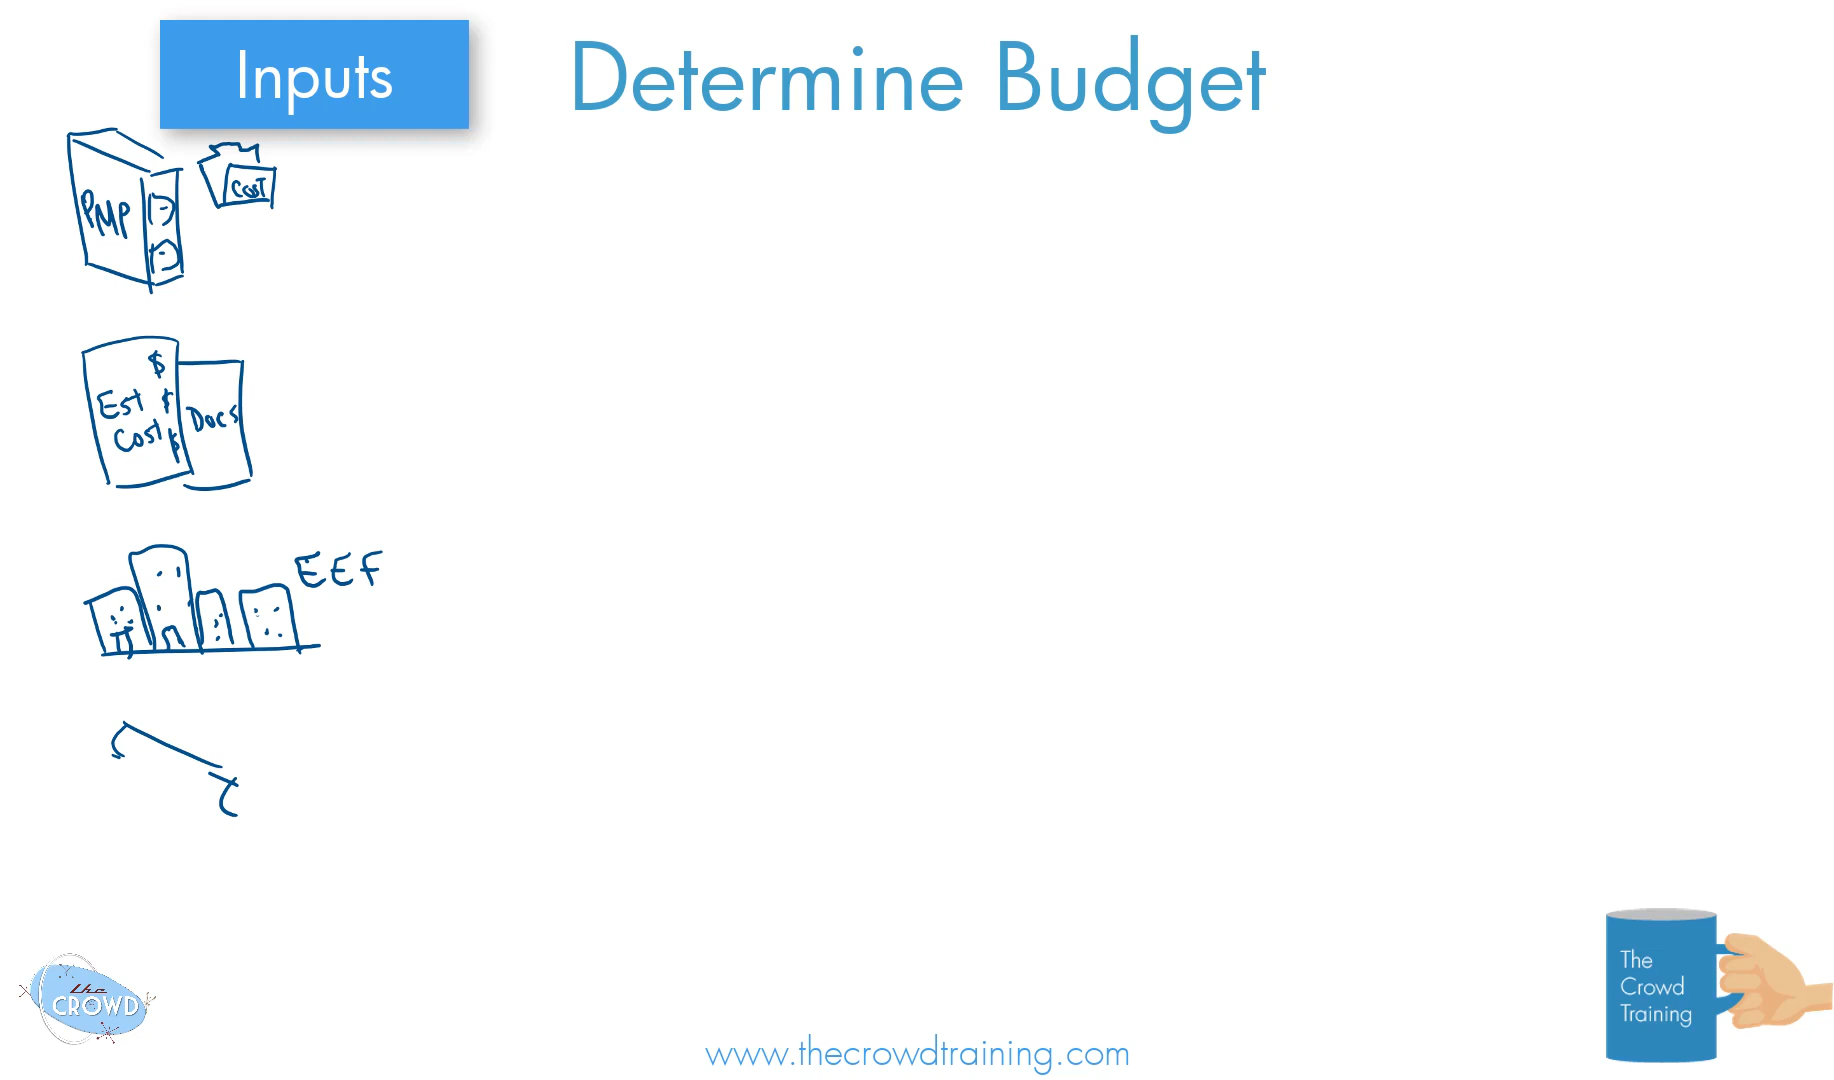 Inputs
Determine Budget
PMP
COST
$
Est $
Cost $
Docs
EEF
the
CROWD
The
Crowd
Training
www.thecrowdtraining.com